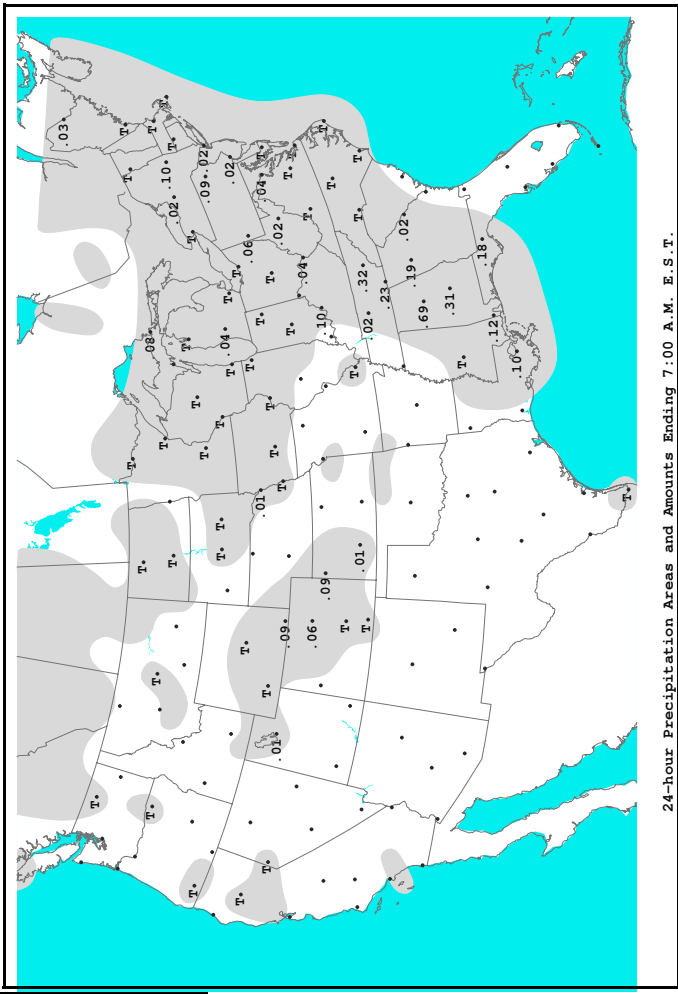 .03
T
T
T
T
T
T
.08
T
T
T
T
.10
T
T
.02
T
T
T
T
.02
.09
T
T
T
T
.04
T
.02
T
T
T
T
.06
T
.01
T
.04
T
T
T
T
T
T
.01
.02
T
.09
T
T
.04
T
.06
.10
T
.09
T
T
T
T
T
.01
.32
T
.02
.23
.02
.19
.69
.31
T
.18
.12
.10
T
24-hour Precipitation Areas and Amounts Ending 7:00 A.M. E.S.T.